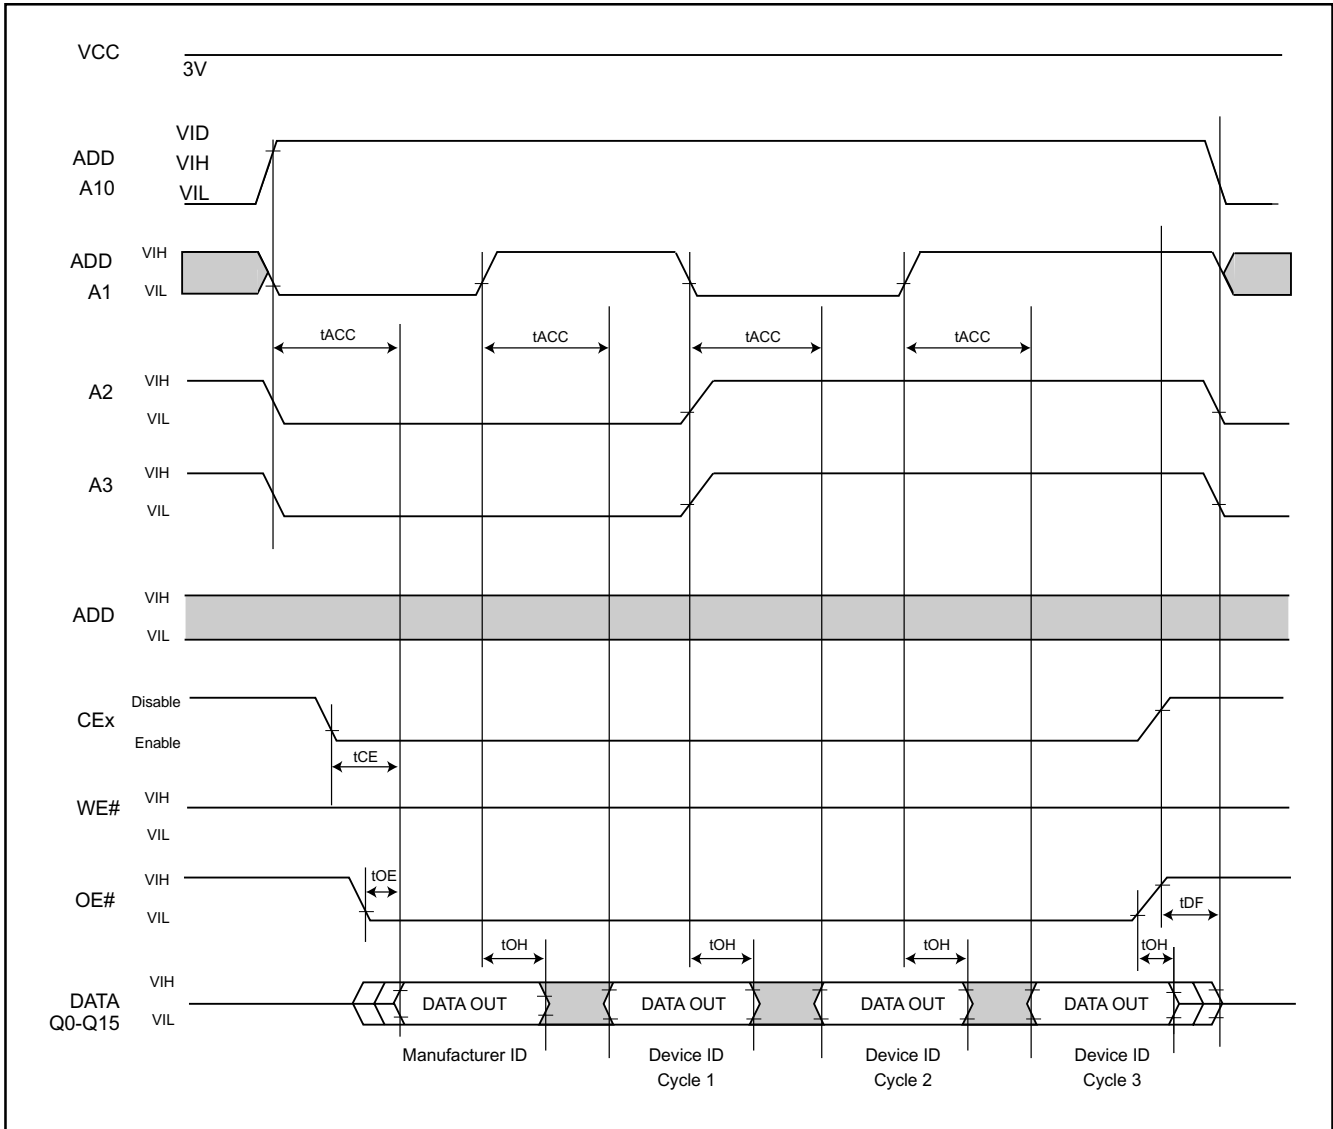 VCC
3V
VID
ADD
VIH
A10
VIL
ADD
VIH
A1
VIL
tACC
tACC
tACC
tACC
A2
VIH
VIL
A3
VIH
VIL
ADD
VIH
VIL
CEx
Disable
Enable
tCE
WE#
VIH
VIL
OE#
VIH
VIL
tOE
tDF
tOH
tOH
tOH
tOH
DATA
Q0-Q15
VIH
VIL
DATA OUT
DATA OUT
DATA OUT
DATA OUT
Manufacturer ID
Device ID
Cycle 1
Device ID
Cycle 2
Device ID
Cycle 3